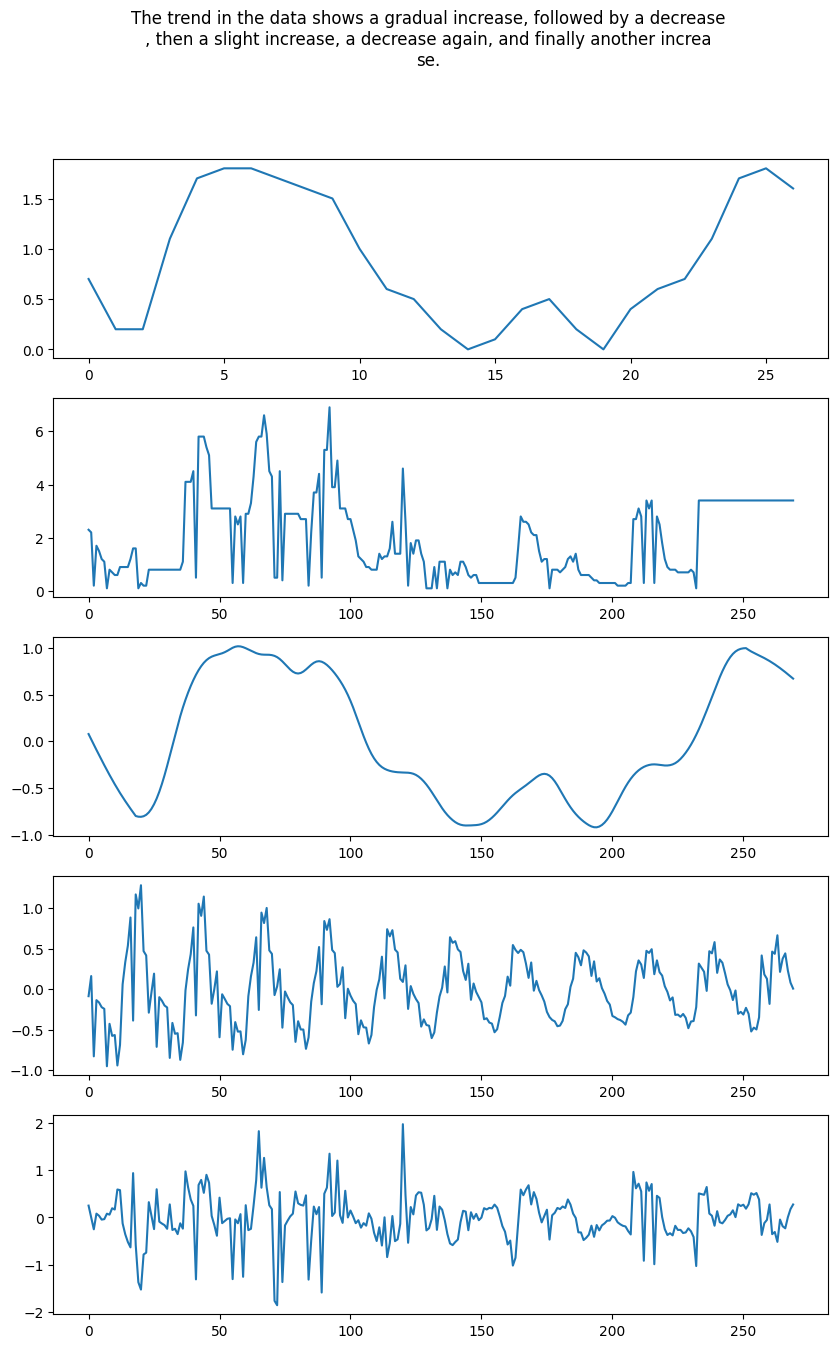 The trend in the data shows a gradual increase, followed by a decrease
, then a slight increase, a decrease again, and finally another increa
se.
1.5
1.0
0.5
0.0
0 5 10 15 20 25
6
4
2
0
0 50 100 150 200 250
1.0
0.5
0.0
−0.5
−1.0
0 50 100 150 200 250
1.0
0.5
0.0
−0.5
−1.0
0 50 100 150 200 250
2
1
0
−1
−2
0 50 100 150 200 250